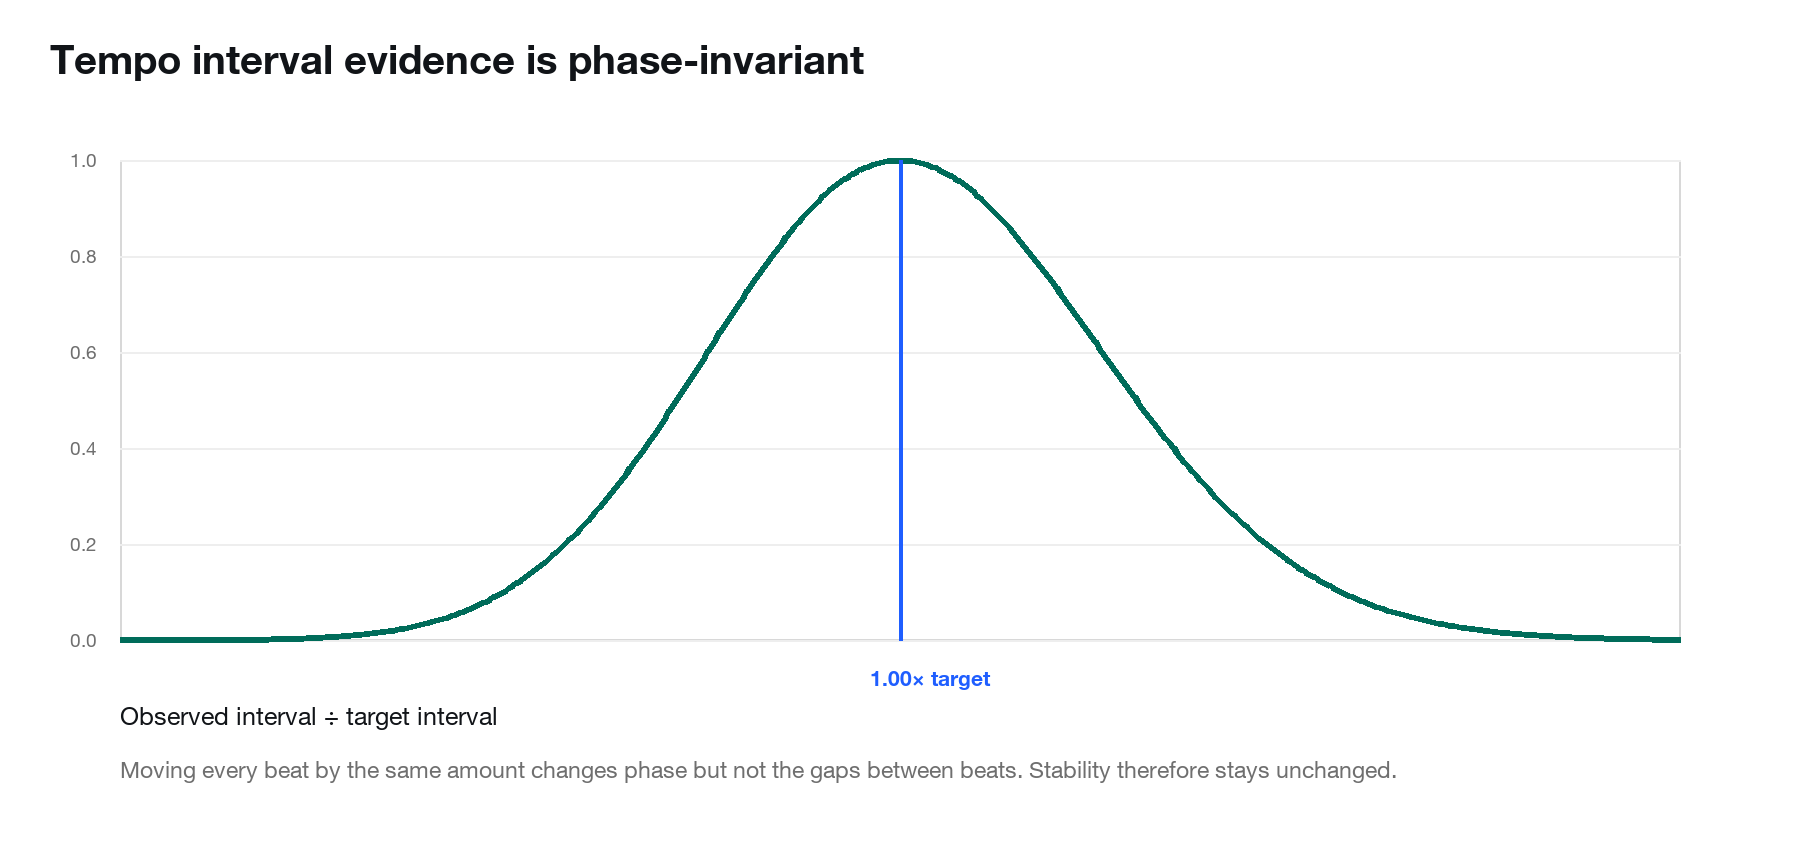 Tempo interval evidence is phase-invariant
1.0
0.8
0.6
0.4
0.2
0.0
1.00× target
Observed interval ÷ target interval
Moving every beat by the same amount changes phase but not the gaps between beats. Stability therefore stays unchanged.